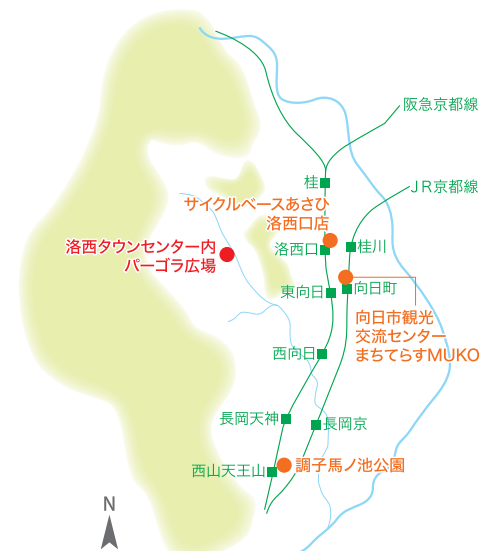 阪急京都線
桂
JR京都線
サイクルベースあさひ
洛西口店
洛西タウンセンター内
パーゴラ広場
洛西口
桂川
東向日
向日町
向日市観光
交流センター
まちてらすMUKO
西向日
長岡天神
長岡京
西山天王山
調子馬ノ池公園
N